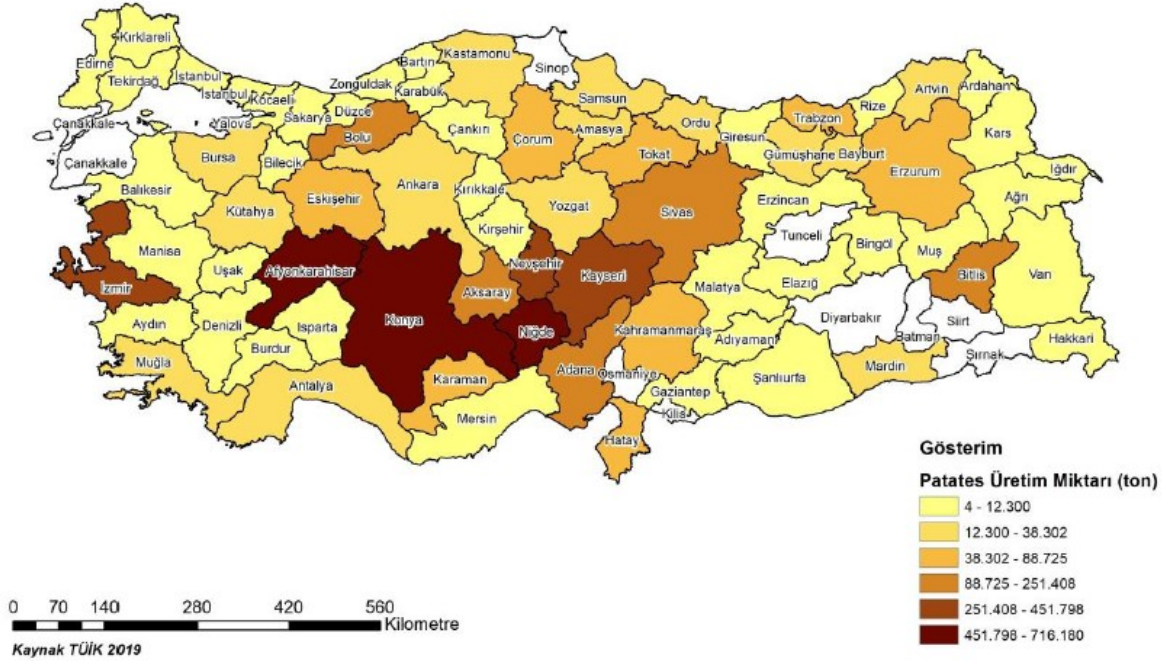 Kırklareli
Edirne
Tekirdağ
İstanbul
İstanbul
Kocaeli
Yalova
Sakarya
Düzce
Zonguldak
Bartın
Karabük
Kastamonu
Sinop
Samsun
Ordu
Giresun
Trabzon
Rize
Artvin
Ardahan
Kars
Çanakkale
Çanakkale
Balıkesir
Bursa
Bilecik
Bolu
Çankırı
Çorum
Amasya
Tokat
Gümüşhane
Bayburt
Erzurum
Iğdır
Ağrı
Kütahya
Eskişehir
Ankara
Kırıkkale
Yozgat
Sivas
Erzincan
Tunceli
Bingöl
Muş
Manisa
Uşak
Afyonkarahisar
Kırşehir
Nevşehir
Kayseri
Malatya
Elazığ
Bitlis
Van
İzmir
Aydın
Denizli
Isparta
Burdur
Konya
Aksaray
Niğde
Kahramanmaraş
Adıyaman
Diyarbakır
Batman
Siirt
Şırnak
Hakkari
Muğla
Antalya
Karaman
Mersin
Adana
Osmaniye
Gaziantep
Kilis
Şanlıurfa
Mardin
Hatay
Gösterim
Patates Üretim Miktarı (ton)
4 - 12.300
12.300 - 38.302
38.302 - 88.725
88.725 - 251.408
251.408 - 451.798
451.798 - 716.180
0 70 140 280 420 560
Kilometre
Kaynak TÜİK 2019